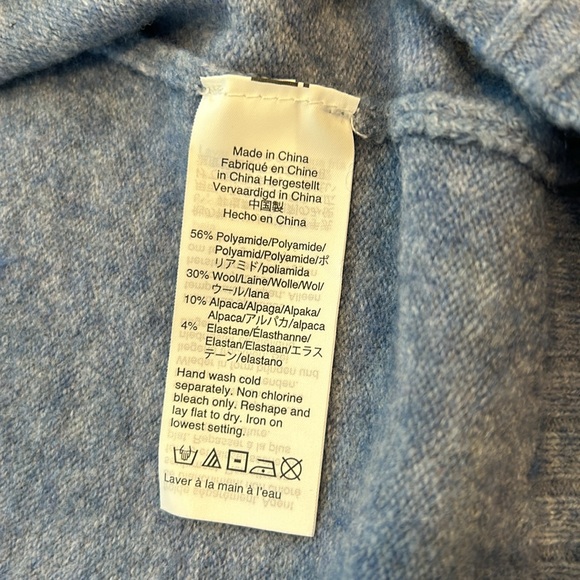 Made in China
Fabriqué en Chine
in China Hergestellt
Vervaardigd in China
中国製
Hecho en China
56% Polyamide/Polyamide/
Polyamid/Polyamide/ポ
リアミド/poliamida
30% Wool/Laine/Wolle/Wol/
ウール/lana
10% Alpaca/Alpaga/Alpaka/
Alpaca/アルパカ/alpaca
4% Elastane/Élasthanne/
Elastan/Elastaan/エラス
テーン/elastano
Hand wash cold
separately. Non chlorine
bleach only. Reshape and
lay flat to dry. Iron on
lowest setting.
Laver à la main à l'eau